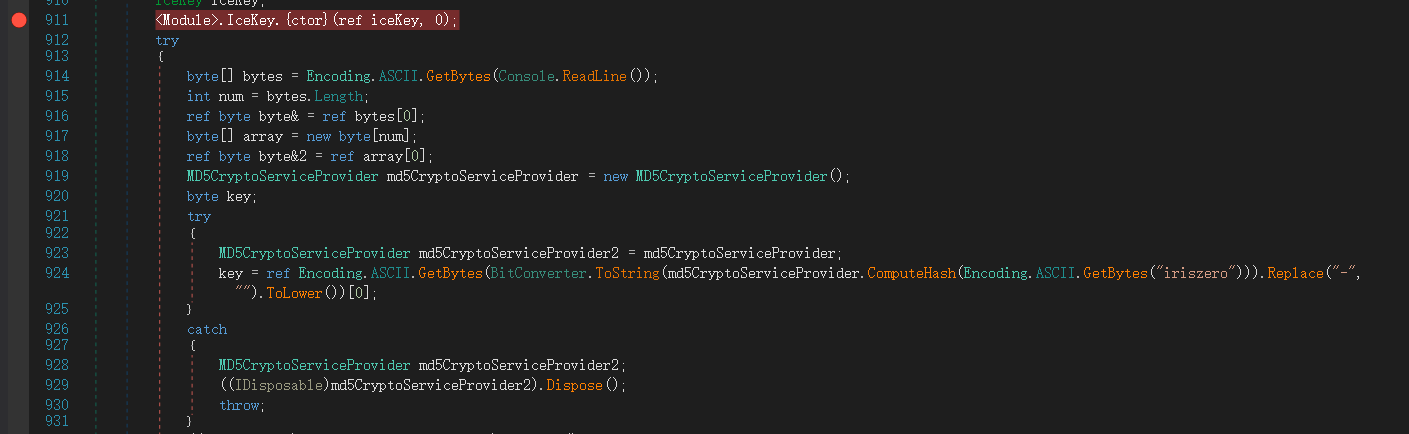 910 IceKey iceKey;
911 <Module>.IceKey.{ctor}(ref iceKey, 0);
912 try
913 {
914 byte[] bytes = Encoding.ASCII.GetBytes(Console.ReadLine());
915 int num = bytes.Length;
916 ref byte byte& = ref bytes[0];
917 byte[] array = new byte[num];
918 ref byte byte&2 = ref array[0];
919 MD5CryptoServiceProvider md5CryptoServiceProvider = new MD5CryptoServiceProvider();
920 byte key;
921 try
922 {
923 MD5CryptoServiceProvider md5CryptoServiceProvider2 = md5CryptoServiceProvider;
924 key = ref Encoding.ASCII.GetBytes(BitConverter.ToString(md5CryptoServiceProvider.ComputeHash(Encoding.ASCII.GetBytes("iriszero"))).Replace("-",
"").ToLower())[0];
925 }
926 catch
927 {
928 MD5CryptoServiceProvider md5CryptoServiceProvider2;
929 ((IDisposable)md5CryptoServiceProvider2).Dispose();
930 throw;
931 }